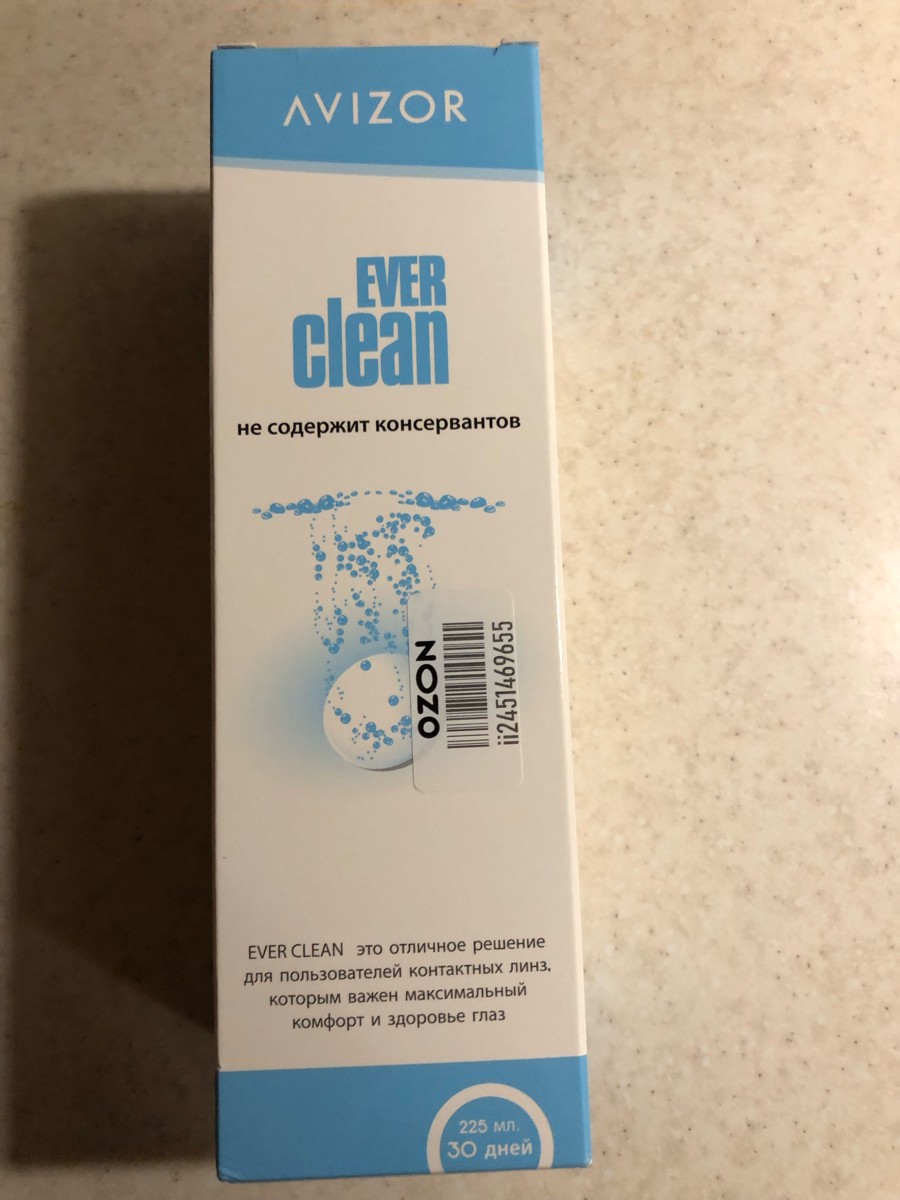 AVIZOR
EVER
clean
не содержит консервантов
OZON
ii2451469655
EVER CLEAN это отличное решение
для пользователей контактных линз.
которым важен максимальный
комфорт и здоровье глаз
225 мл.
30 дней